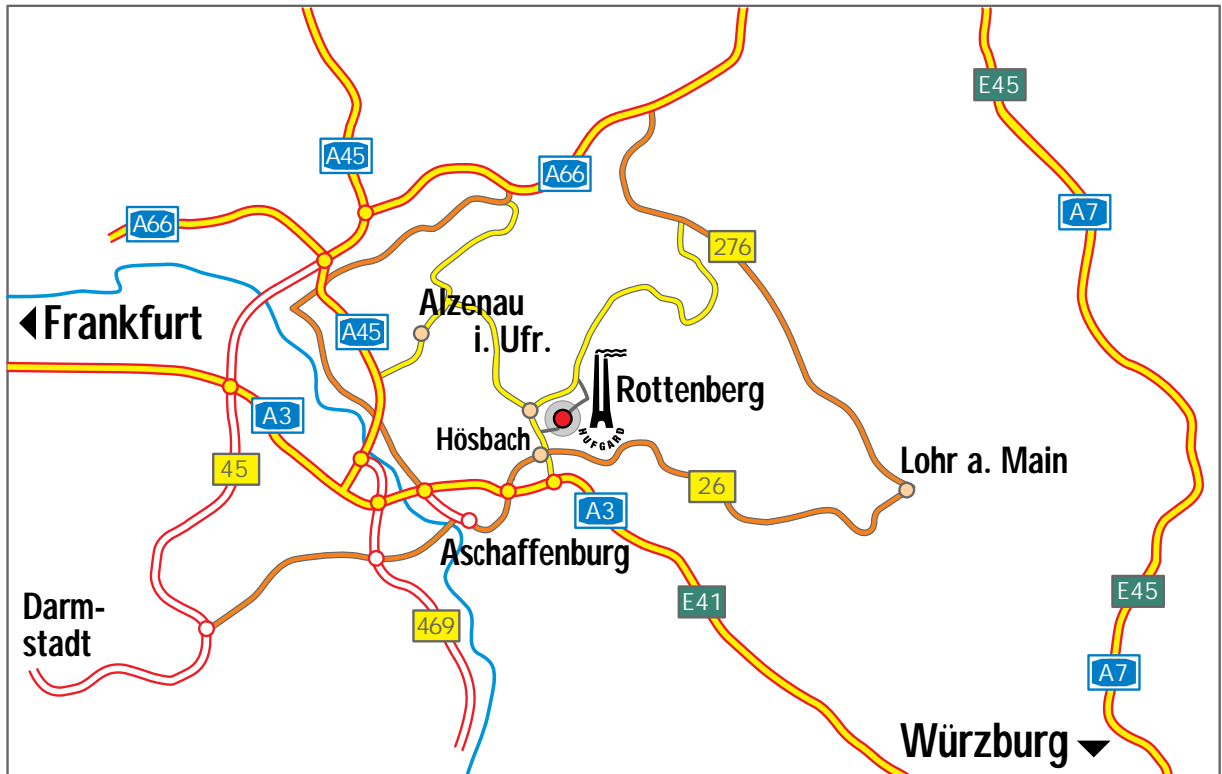 E45
A45
A66
A7
A66
276
Alzenau
i. Ufr.
Frankfurt
A45
Rottenberg
HUFGARD
A3
Hösbach
45
Lohr a. Main
26
A3
Aschaffenburg
E41
E45
Darm-
stadt
469
A7
Würzburg